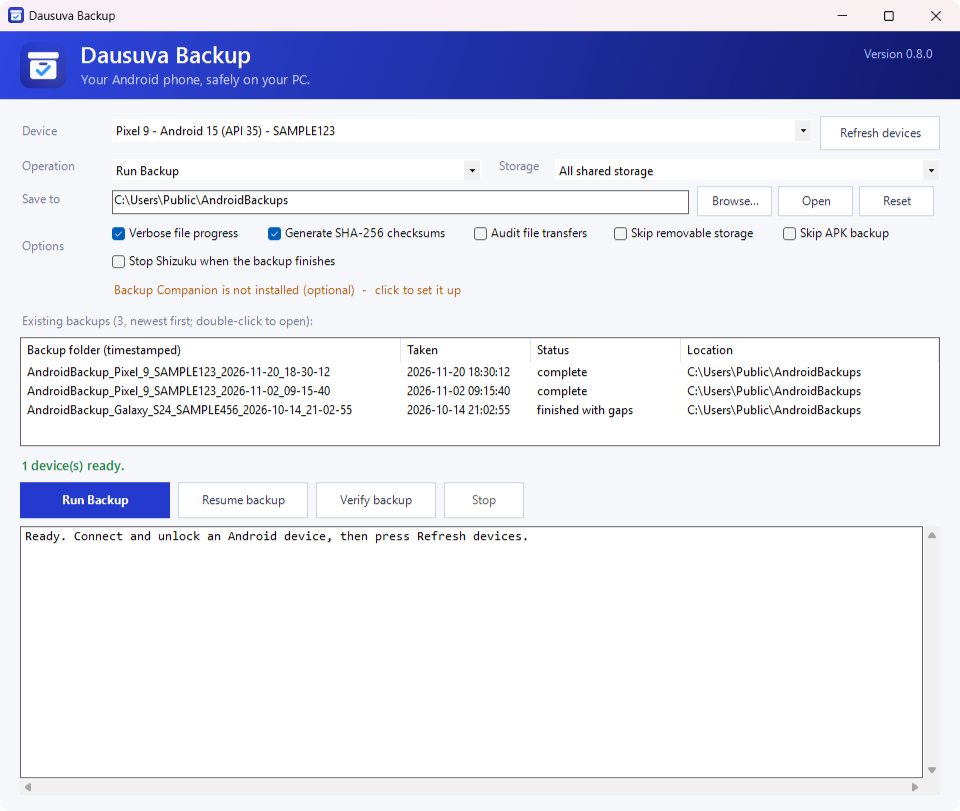 Dausuva Backup
Dausuva Backup
Your Android phone, safely on your PC.
Version 0.8.0
Device
Pixel 9 - Android 15 (API 35) - SAMPLE123
Refresh devices
Operation
Run Backup
Storage
All shared storage
Save to
C:\Users\Public\AndroidBackups
Browse...
Open
Reset
Options
Verbose file progress
Generate SHA-256 checksums
Audit file transfers
Skip removable storage
Skip APK backup
Stop Shizuku when the backup finishes
Backup Companion is not installed (optional) - click to set it up
Existing backups (3, newest first; double-click to open):
Backup folder (timestamped) Taken Status Location
AndroidBackup_Pixel_9_SAMPLE123_2026-11-20_18-30-12 2026-11-20 18:30:12 complete C:\Users\Public\AndroidBackups
AndroidBackup_Pixel_9_SAMPLE123_2026-11-02_09-15-40 2026-11-02 09:15:40 complete C:\Users\Public\AndroidBackups
AndroidBackup_Galaxy_S24_SAMPLE456_2026-10-14_21-02-55 2026-10-14 21:02:55 finished with gaps C:\Users\Public\AndroidBackups
1 device(s) ready.
Run Backup
Resume backup
Verify backup
Stop
Ready. Connect and unlock an Android device, then press Refresh devices.